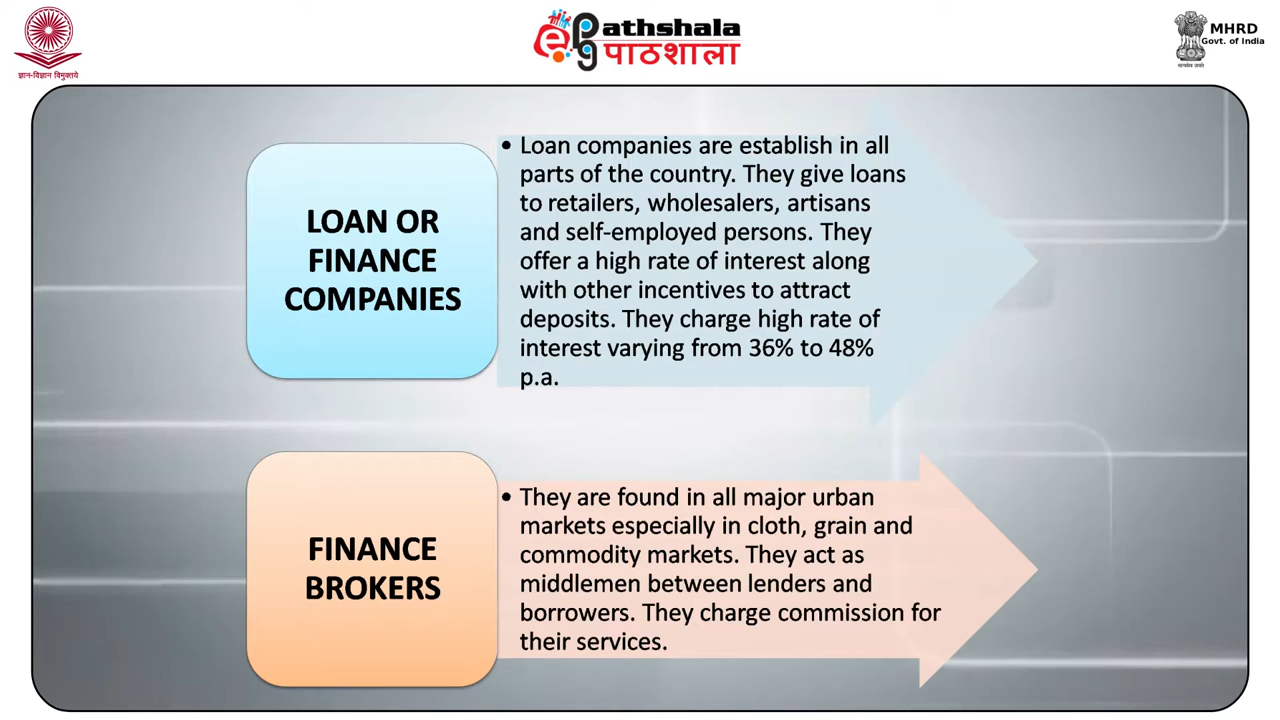 ज्ञान-विज्ञान विमुक्तये
epg Pathshala
पाठशाला
MHRD
Govt. of India
सत्यमेव जयते
LOAN OR
FINANCE
COMPANIES
• Loan companies are establish in all
parts of the country. They give loans
to retailers, wholesalers, artisans
and self-employed persons. They
offer a high rate of interest along
with other incentives to attract
deposits. They charge high rate of
interest varying from 36% to 48%
p.a.
FINANCE
BROKERS
• They are found in all major urban
markets especially in cloth, grain and
commodity markets. They act as
middlemen between lenders and
borrowers. They charge commission for
their services.